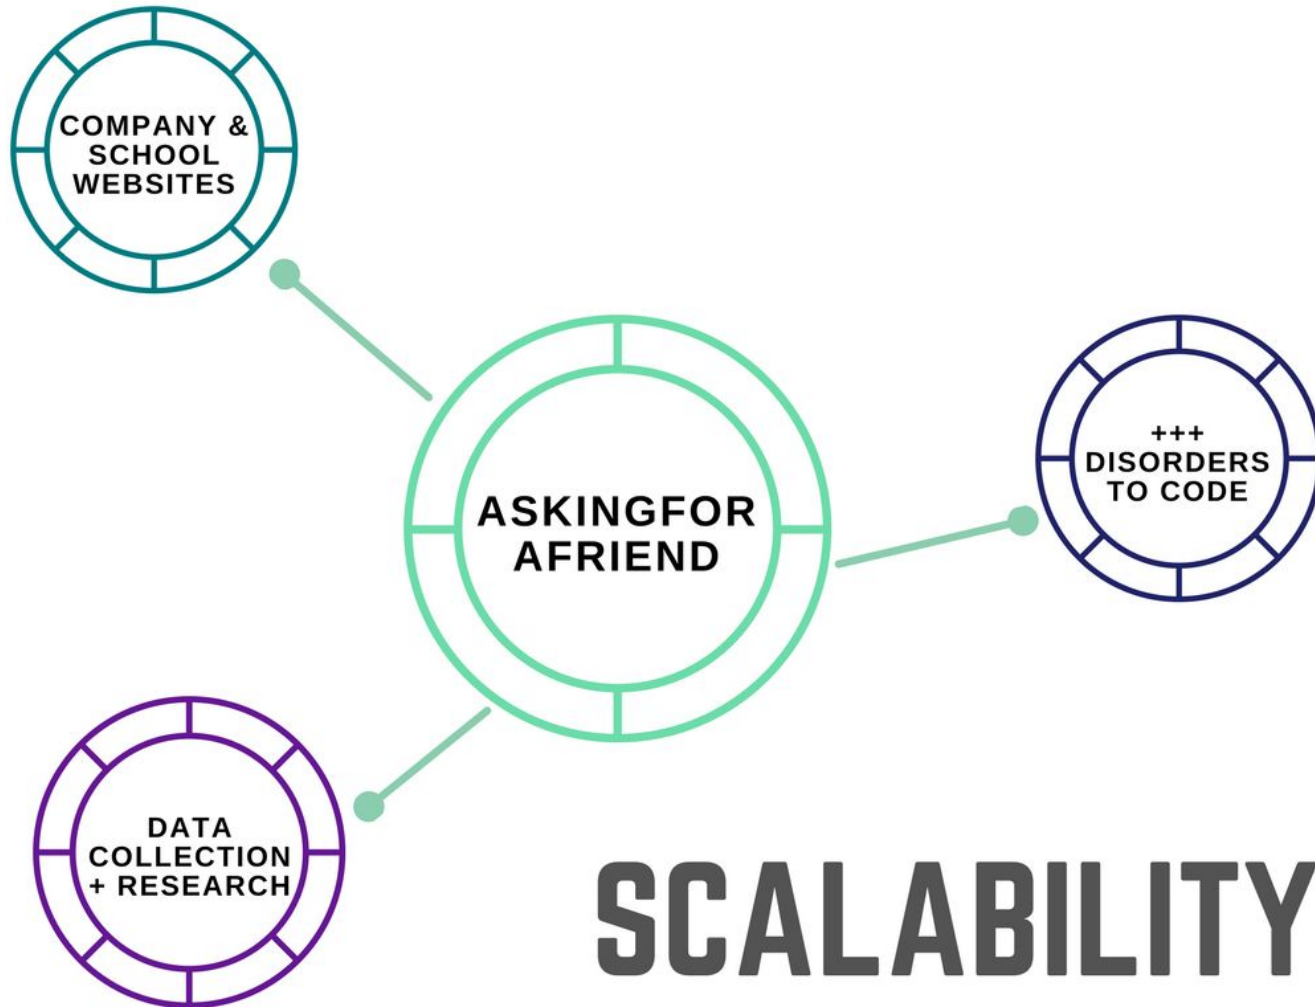 COMPANY &
SCHOOL
WEBSITES
+++
DISORDERS
TO CODE
ASKINGFOR
AFRIEND
DATA
COLLECTION
+ RESEARCH
SCALABILITY